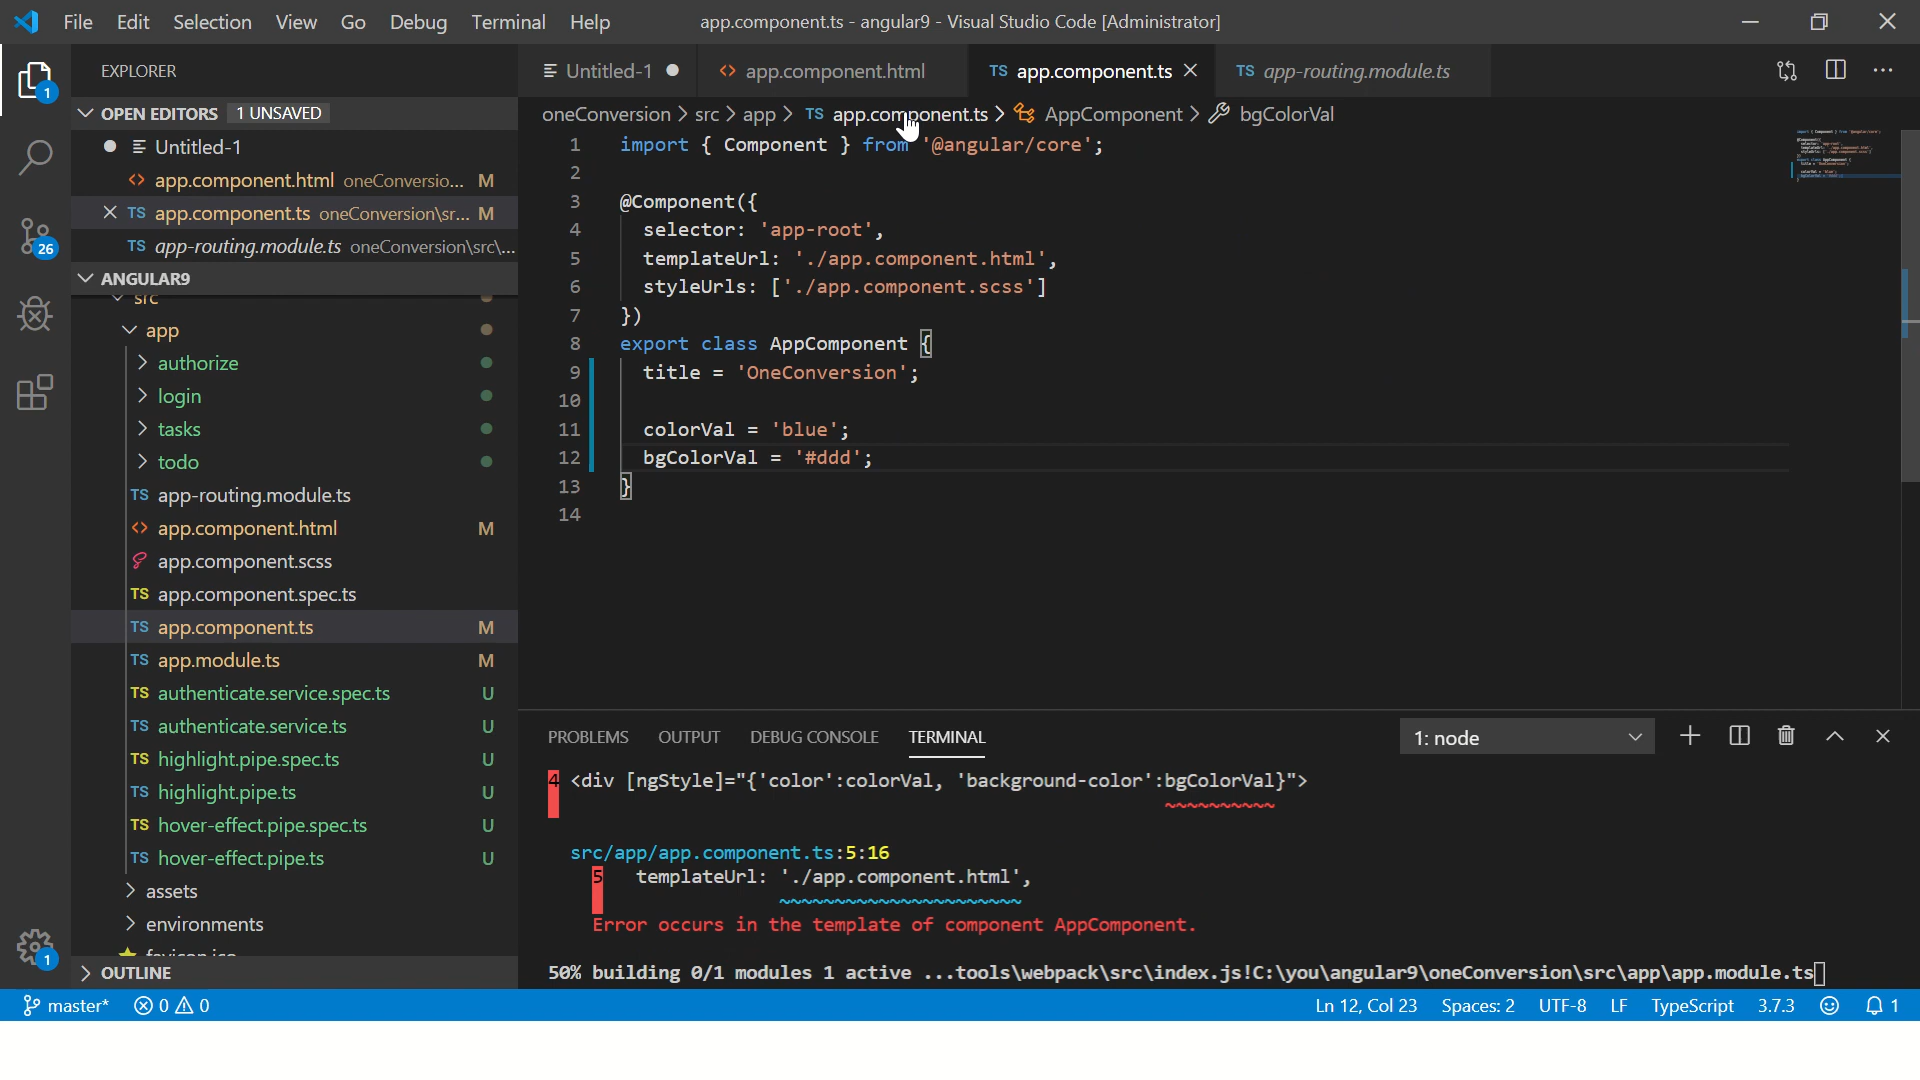 File Edit Selection View Go Debug Terminal Help
app.component.ts - angular9 - Visual Studio Code [Administrator]
EXPLORER
1
OPEN EDITORS 1 UNSAVED
Untitled-1
app.component.html oneConversio... M
TS app.component.ts oneConversion\sr... M
TS app-routing.module.ts oneConversion\src\...
26
ANGULAR9
src
app
authorize
login
tasks
todo
TS app-routing.module.ts
app.component.html M
app.component.scss
TS app.component.spec.ts
TS app.component.ts M
TS app.module.ts M
TS authenticate.service.spec.ts U
TS authenticate.service.ts U
TS highlight.pipe.spec.ts U
TS highlight.pipe.ts U
TS hover-effect.pipe.spec.ts U
TS hover-effect.pipe.ts U
assets
environments
1
OUTLINE
Untitled-1
<> app.component.html
TS app.component.ts
TS app-routing.module.ts
oneConversion > src > app > TS app.component.ts > AppComponent > bgColorVal
1 import { Component } from '@angular/core';
2
3 @Component({
4 selector: 'app-root',
5 templateUrl: './app.component.html',
6 styleUrls: ['./app.component.scss']
7 })
8 export class AppComponent {
9 title = 'OneConversion';
10
11 colorVal = 'blue';
12 bgColorVal = '#ddd';
13 }
14
PROBLEMS OUTPUT DEBUG CONSOLE TERMINAL
1: node
4 <div [ngStyle]="{'color':colorVal, 'background-color':bgColorVal}">
~~~~~~~~~~
src/app/app.component.ts:5:16
5 templateUrl: './app.component.html',
~~~~~~~~~~~~~~~~~~~~~~
Error occurs in the template of component AppComponent.
50% building 0/1 modules 1 active ...tools\webpack\src\index.js!C:\you\angular9\oneConversion\src\app\app.module.ts
master* 0 0
Ln 12, Col 23 Spaces: 2 UTF-8 LF TypeScript 3.7.3 1